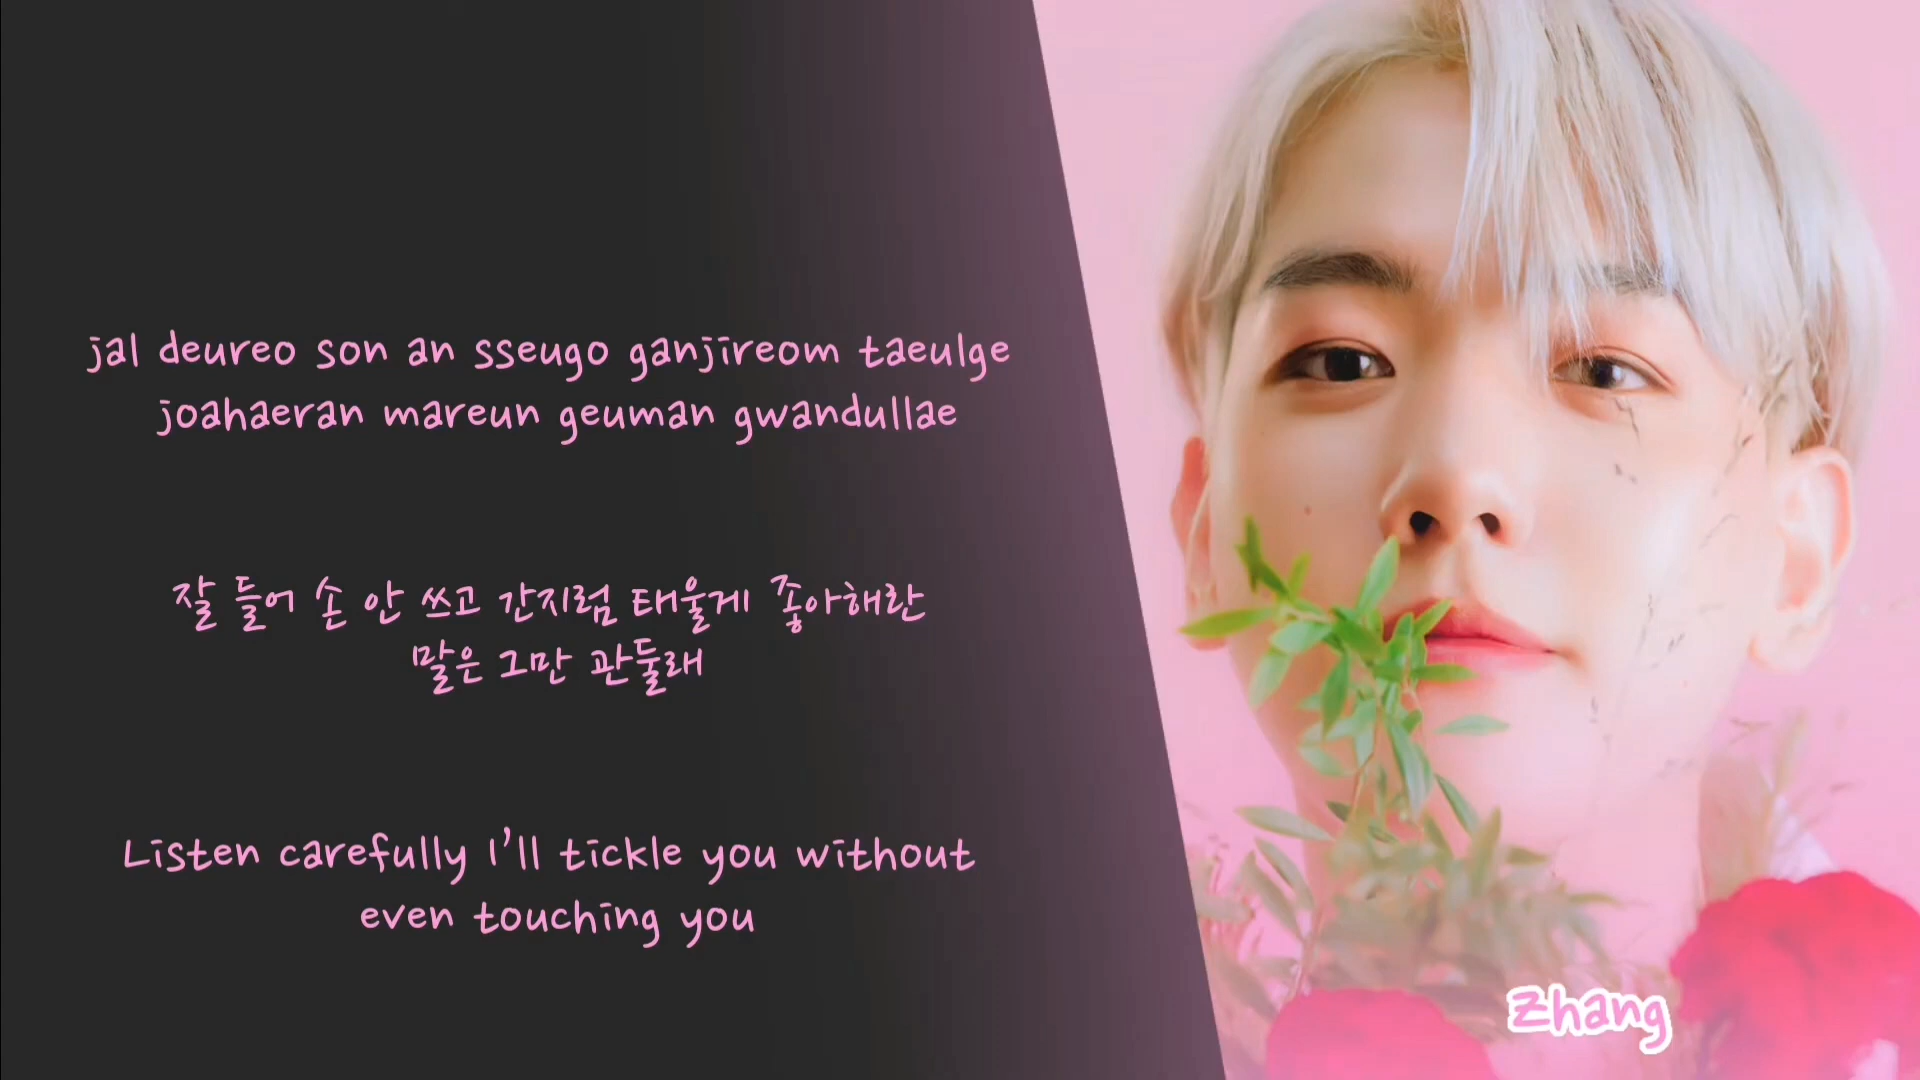 jal deureo son an sseugo ganjireom taeulge
joahaeran mareun geuman gwandullae
잘 들어 손 안 쓰고 간지럼 태울게 좋아해란
말은 그만 관둘래
Listen carefully I'll tickle you without
even touching you
Zhang